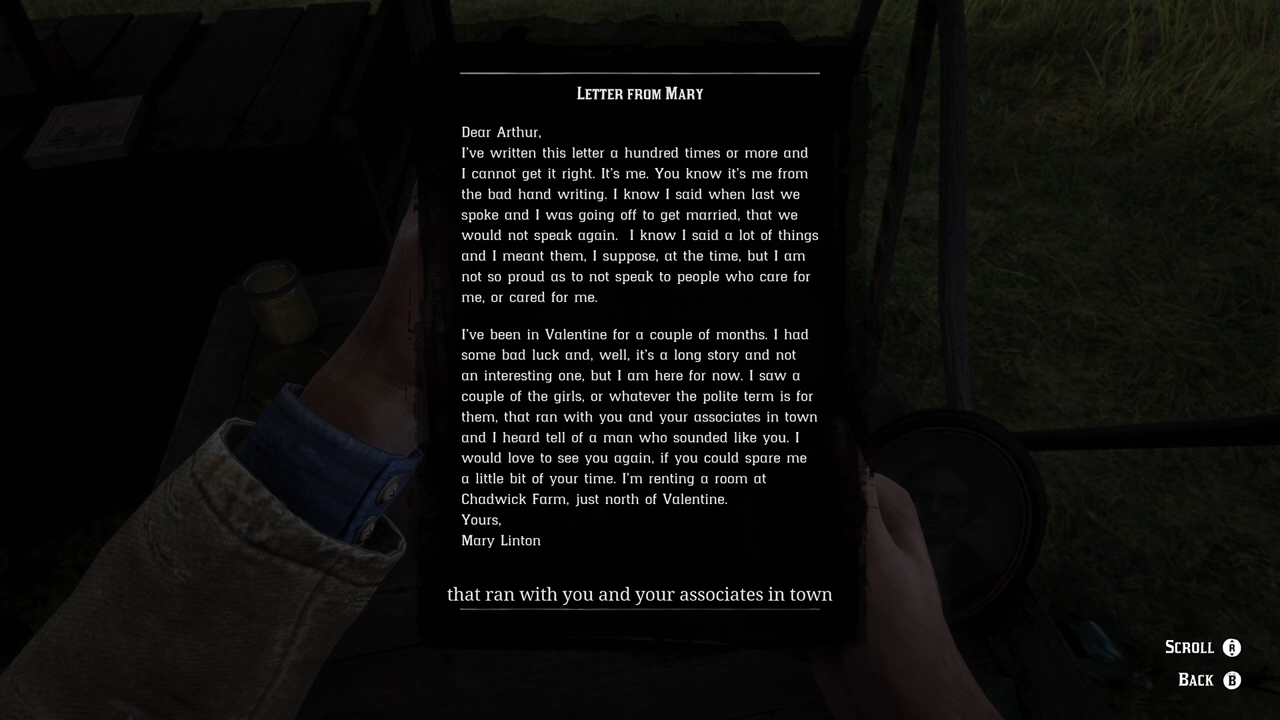 Letter from Mary
Dear Arthur,
I've written this letter a hundred times or more and
I cannot get it right. It's me. You know it's me from
the bad hand writing. I know I said when last we
spoke and I was going off to get married, that we
would not speak again.  I know I said a lot of things
and I meant them, I suppose, at the time, but I am
not so proud as to not speak to people who care for
me, or cared for me.
I've been in Valentine for a couple of months. I had
some bad luck and, well, it's a long story and not
an interesting one, but I am here for now. I saw a
couple of the girls, or whatever the polite term is for
them, that ran with you and your associates in town
and I heard tell of a man who sounded like you. I
would love to see you again, if you could spare me
a little bit of your time. I'm renting a room at
Chadwick Farm, just north of Valentine.
Yours,
Mary Linton
that ran with you and your associates in town
Scroll R
Back B